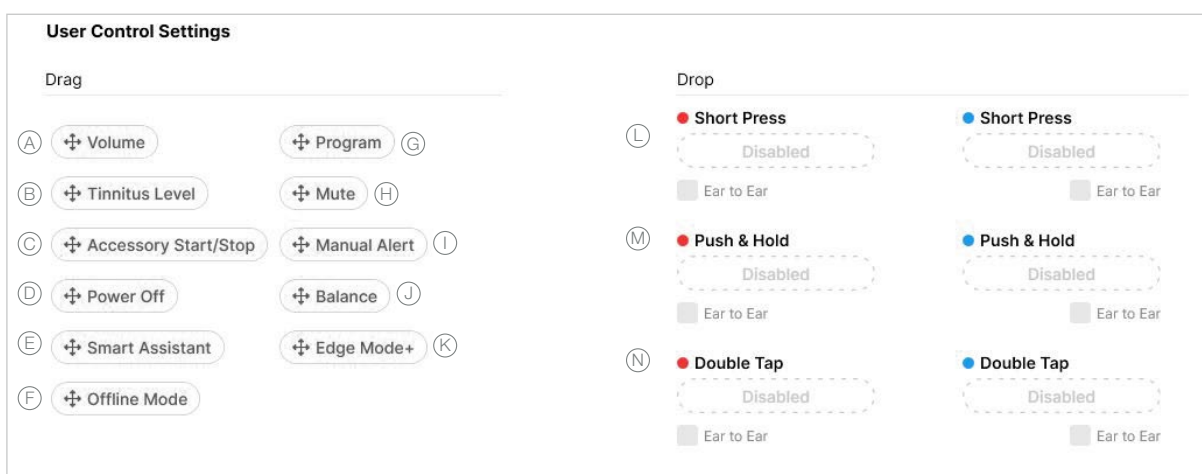 User Control Settings
Drag
Drop
A Volume
G Program
B Tinnitus Level
H Mute
C Accessory Start/Stop
I Manual Alert
D Power Off
J Balance
E Smart Assistant
K Edge Mode+
F Offline Mode
L Short Press
Short Press
Disabled
Disabled
Ear to Ear
Ear to Ear
M Push & Hold
Push & Hold
Disabled
Disabled
Ear to Ear
Ear to Ear
N Double Tap
Double Tap
Disabled
Disabled
Ear to Ear
Ear to Ear